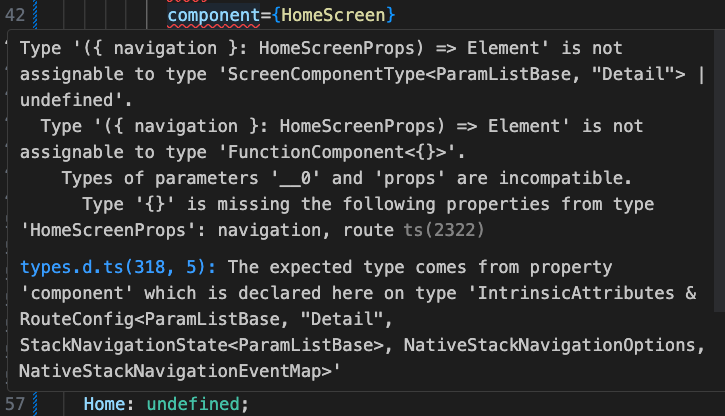 42 component={HomeScreen}
Type '({ navigation }: HomeScreenProps) => Element' is not
assignable to type 'ScreenComponentType<ParamListBase, "Detail"> |
undefined'.
Type '({ navigation }: HomeScreenProps) => Element' is not
assignable to type 'FunctionComponent<{}>'.
Types of parameters '__0' and 'props' are incompatible.
Type '{}' is missing the following properties from type
'HomeScreenProps': navigation, route ts(2322)
types.d.ts(318, 5): The expected type comes from property
'component' which is declared here on type 'IntrinsicAttributes &
RouteConfig<ParamListBase, "Detail",
StackNavigationState<ParamListBase>, NativeStackNavigationOptions,
NativeStackNavigationEventMap>'
57 Home: undefined;